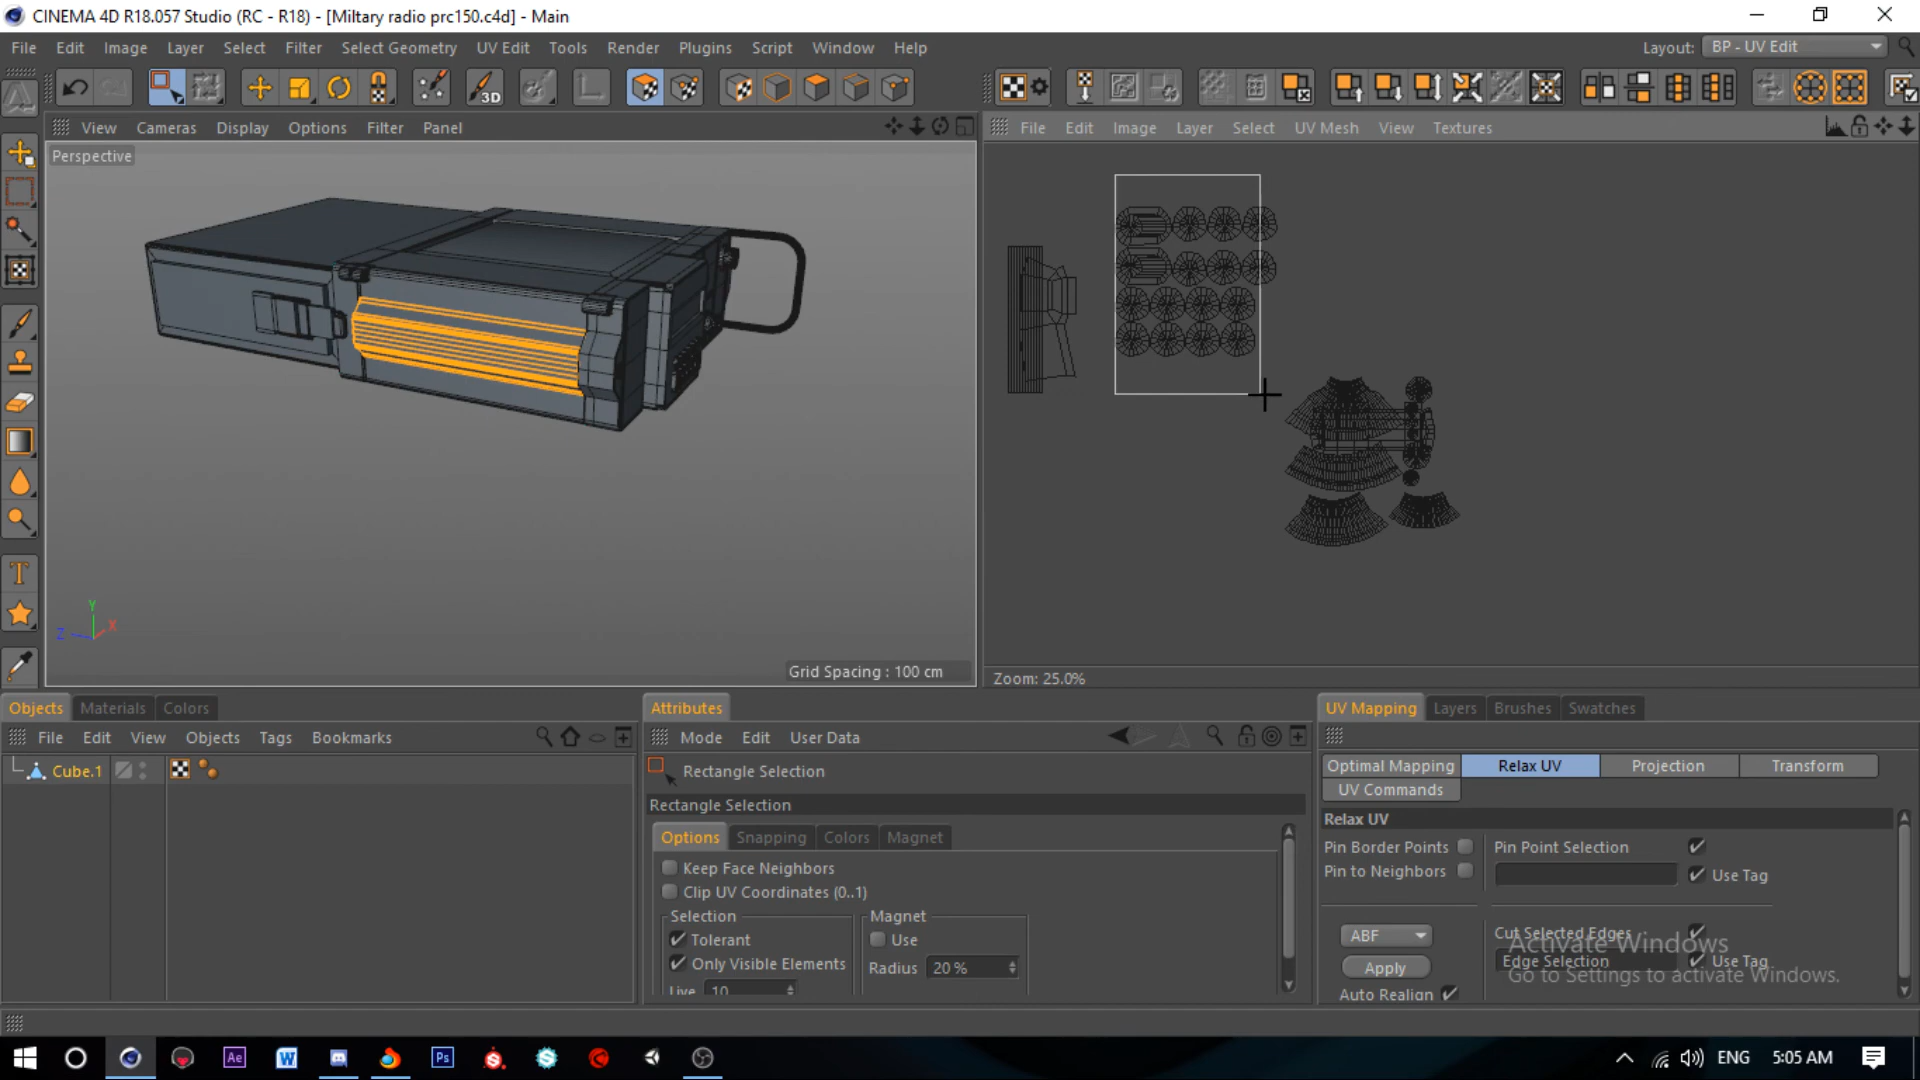 CINEMA 4D R18.057 Studio (RC - R18) - [Miltary radio prc150.c4d] - Main
File Edit Image Layer Select Filter Select Geometry UV Edit Tools Render Plugins Script Window Help Layout: BP - UV Edit
3D
View Cameras Display Options Filter Panel
File Edit Image Layer Select UV Mesh View Textures
Perspective
Y
Z X
Grid Spacing : 100 cm
Zoom: 25.0%
Objects Materials Colors
File Edit View Objects Tags Bookmarks
Cube.1
Attributes
Mode Edit User Data
Rectangle Selection
Rectangle Selection
Options Snapping Colors Magnet
Keep Face Neighbors
Clip UV Coordinates (0..1)
Selection Magnet
Tolerant Use
Only Visible Elements Radius 20 %
Live 10
UV Mapping Layers Brushes Swatches
Optimal Mapping Relax UV Projection Transform
UV Commands
Relax UV
Pin Border Points Pin Point Selection
Pin to Neighbors Use Tag
ABF Cut Selected Edges
Apply Edge Selection Use Tag
Auto Realign
Activate Windows
Go to Settings to activate Windows.
Ae W Ps
ENG 5:05 AM